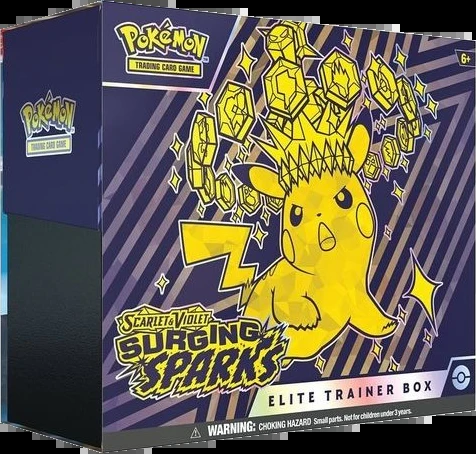 Pokémon
TRADING CARD GAME
6+
Pokémon
TRADING CARD GAME
SCARLET & VIOLET
SURGING
SPARKS
ELITE TRAINER BOX
WARNING: CHOKING HAZARD Small parts. Not for children under 3 years.